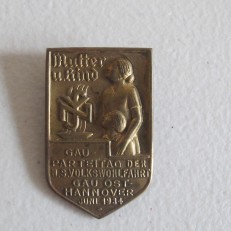 Mutter
u. Kind
GAU-
PARTEITAG DER
N.S. VOLKSWOHLFAHRT
GAU OST-
HANNOVER
JUNI 1934